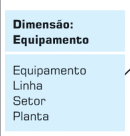 Dimensão:
Equipamento
Equipamento
Linha
Setor
Planta